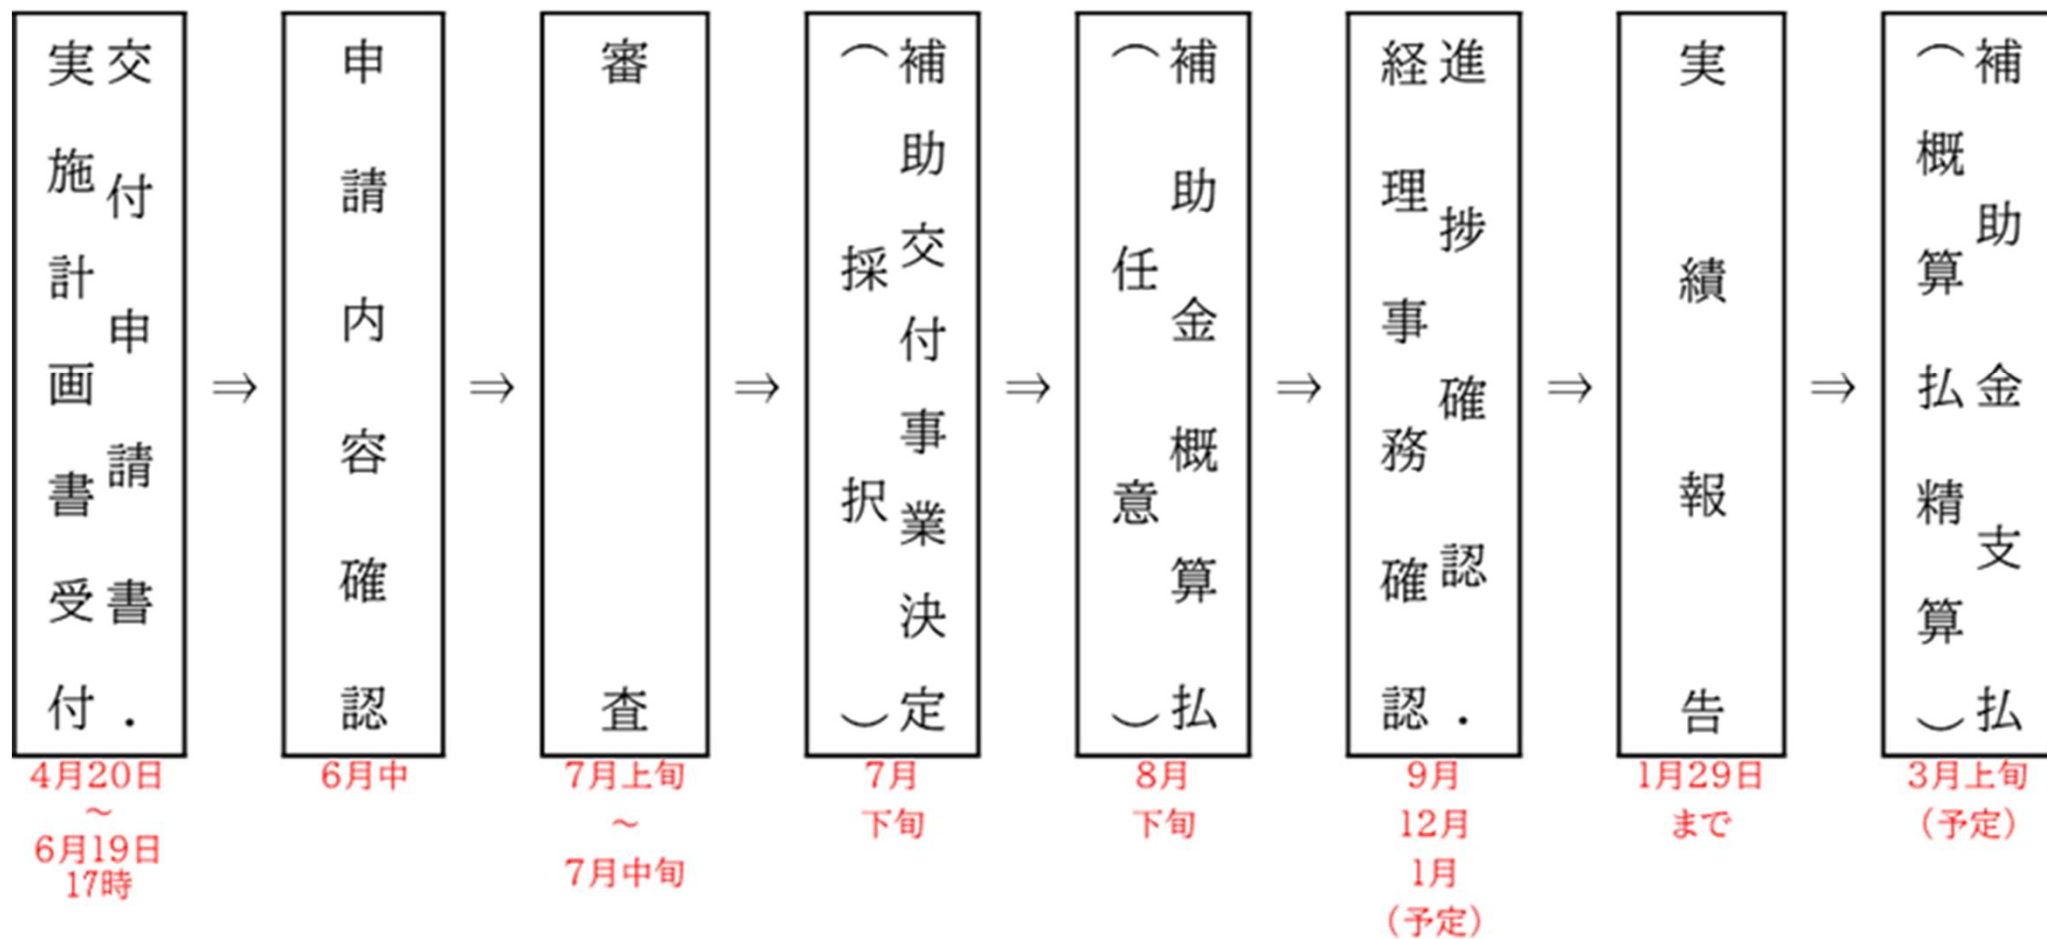 交付申請書・
実施計画書受付
4月20日
～
6月19日
17時
⇒
申請内容確認
6月中
⇒
審査
7月上旬
～
7月中旬
⇒
補助交付事業決定
（採択）
7月
下旬
⇒
補助金概算払
（任意）
8月
下旬
⇒
進捗確認・
経理事務確認
9月
12月
1月
（予定）
⇒
実績報告
1月29日
まで
⇒
補助金支払
（概算払精算）
3月上旬
（予定）